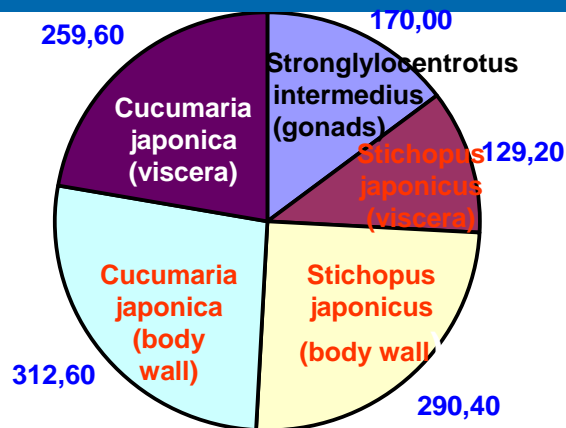 259,60
170,00
Stronglylocentrotus
intermedius
(gonads)
Cucumaria
japonica
(viscera)
Stichopus
japonicus
(viscera)
129,20
Cucumaria
japonica
(body
wall)
Stichopus
japonicus
(body wall)
312,60
290,40